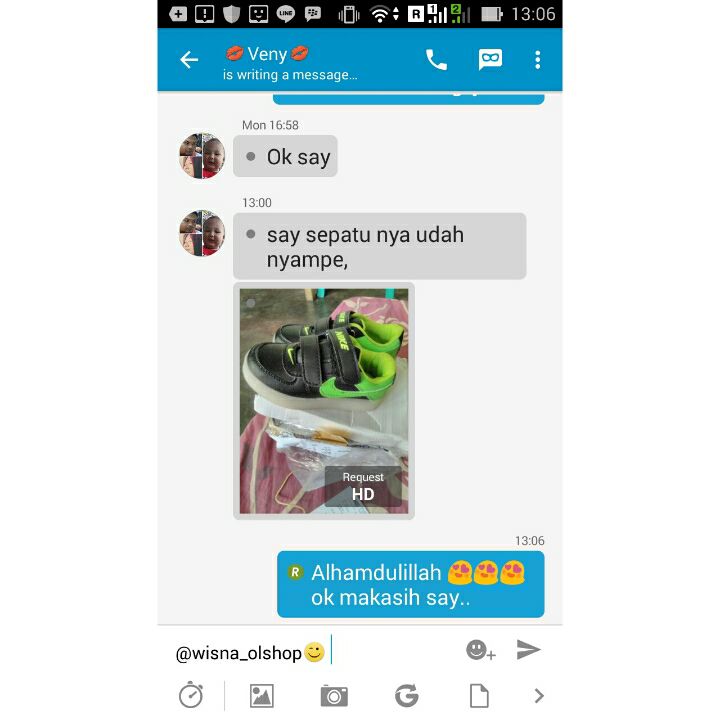 LINE
R
1
2
13:06
💋 Veny💋
is writing a message...
Mon 16:58
Ok say
13:00
say sepatu nya udah
nyampe,
NIKE
Request
HD
13:06
R Alhamdulillah 😍😍😍
ok makasih say..
@wisna_olshop😉
G